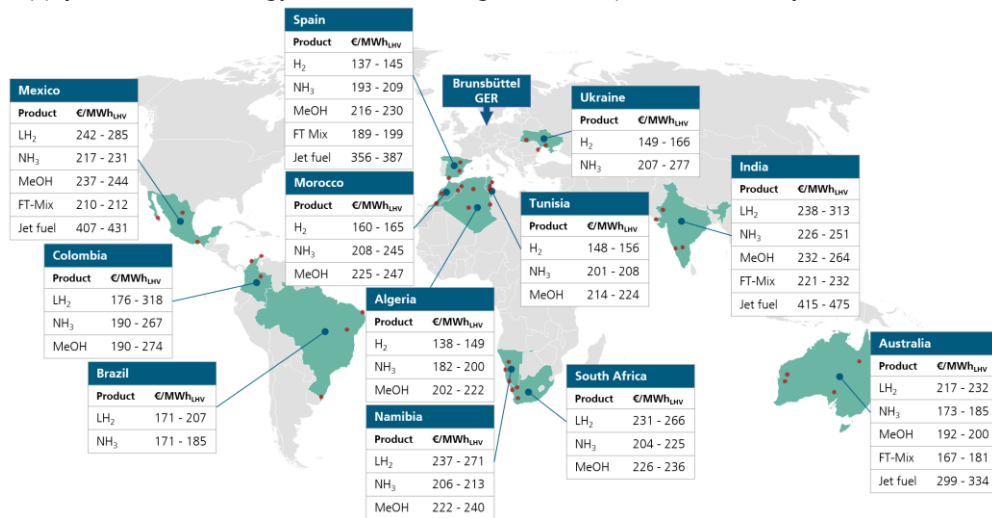 Spain
Product €/MWhLHV
H₂ 137 - 145
NH₃ 193 - 209
MeOH 216 - 230
FT Mix 189 - 199
Jet fuel 356 - 387
Brunsbüttel
GER
Ukraine
Product €/MWhLHV
H₂ 149 - 166
NH₃ 207 - 277
Mexico
Product €/MWhLHV
LH₂ 242 - 285
NH₃ 217 - 231
MeOH 237 - 244
FT-Mix 210 - 212
Jet fuel 407 - 431
India
Product €/MWhLHV
LH₂ 238 - 313
NH₃ 226 - 251
MeOH 232 - 264
FT-Mix 221 - 232
Jet fuel 415 - 475
Morocco
Product €/MWhLHV
H₂ 160 - 165
NH₃ 208 - 245
MeOH 225 - 247
Tunisia
Product €/MWhLHV
H₂ 148 - 156
NH₃ 201 - 208
MeOH 214 - 224
Colombia
Product €/MWhLHV
LH₂ 176 - 318
NH₃ 190 - 267
MeOH 190 - 274
Algeria
Product €/MWhLHV
H₂ 138 - 149
NH₃ 182 - 200
MeOH 202 - 222
Australia
Product €/MWhLHV
LH₂ 217 - 232
NH₃ 173 - 185
MeOH 192 - 200
FT-Mix 167 - 181
Jet fuel 299 - 334
Brazil
Product €/MWhLHV
LH₂ 171 - 207
NH₃ 171 - 185
South Africa
Product €/MWhLHV
LH₂ 231 - 266
NH₃ 204 - 225
MeOH 226 - 236
Namibia
Product €/MWhLHV
LH₂ 237 - 271
NH₃ 206 - 213
MeOH 222 - 240